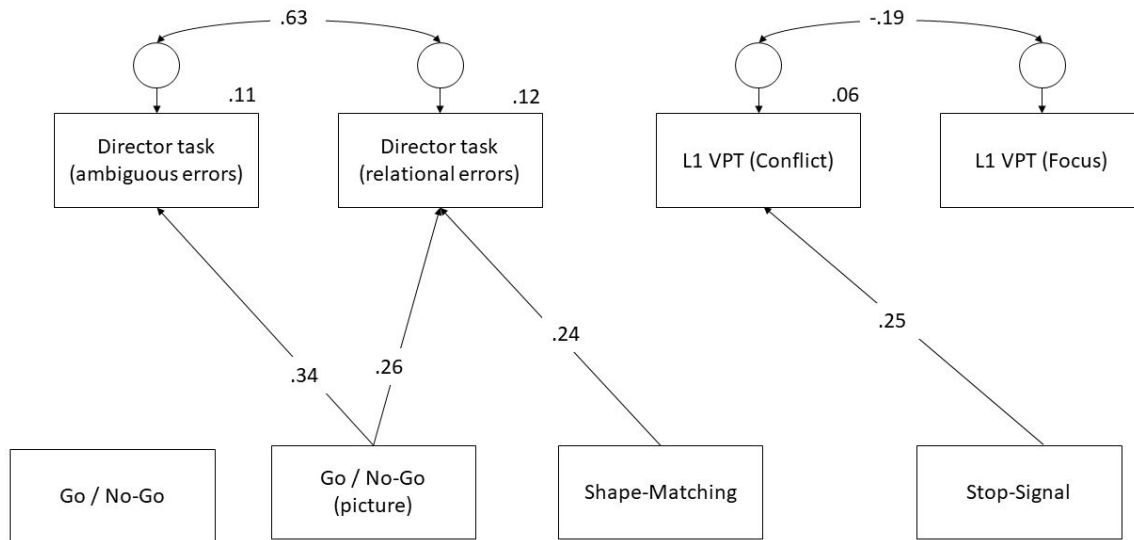 .63
-.19
.11
.12
.06
Director task
(ambiguous errors)
Director task
(relational errors)
L1 VPT (Conflict)
L1 VPT (Focus)
.34
.26
.24
.25
Go / No-Go
Go / No-Go
(picture)
Shape-Matching
Stop-Signal